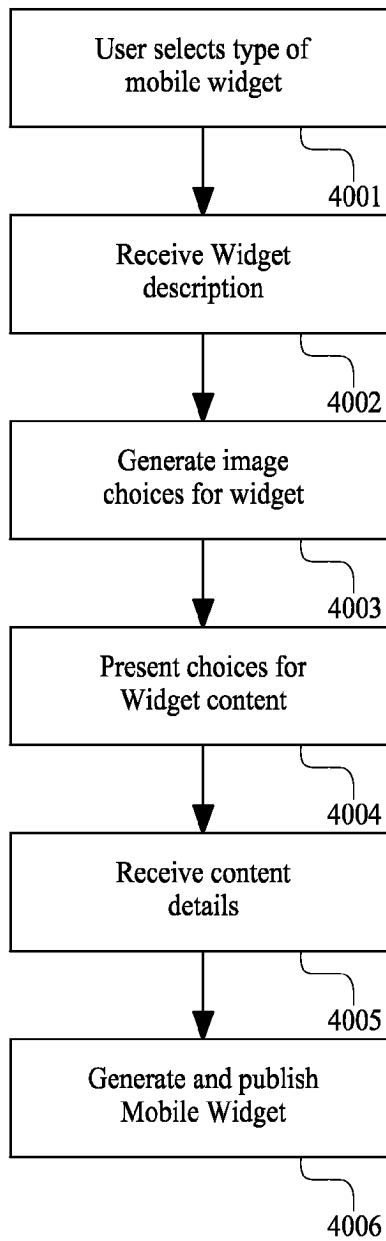 User selects type of
mobile widget
4001
Receive Widget
description
4002
Generate image
choices for widget
4003
Present choices for
Widget content
4004
Receive content
details
4005
Generate and publish
Mobile Widget
4006